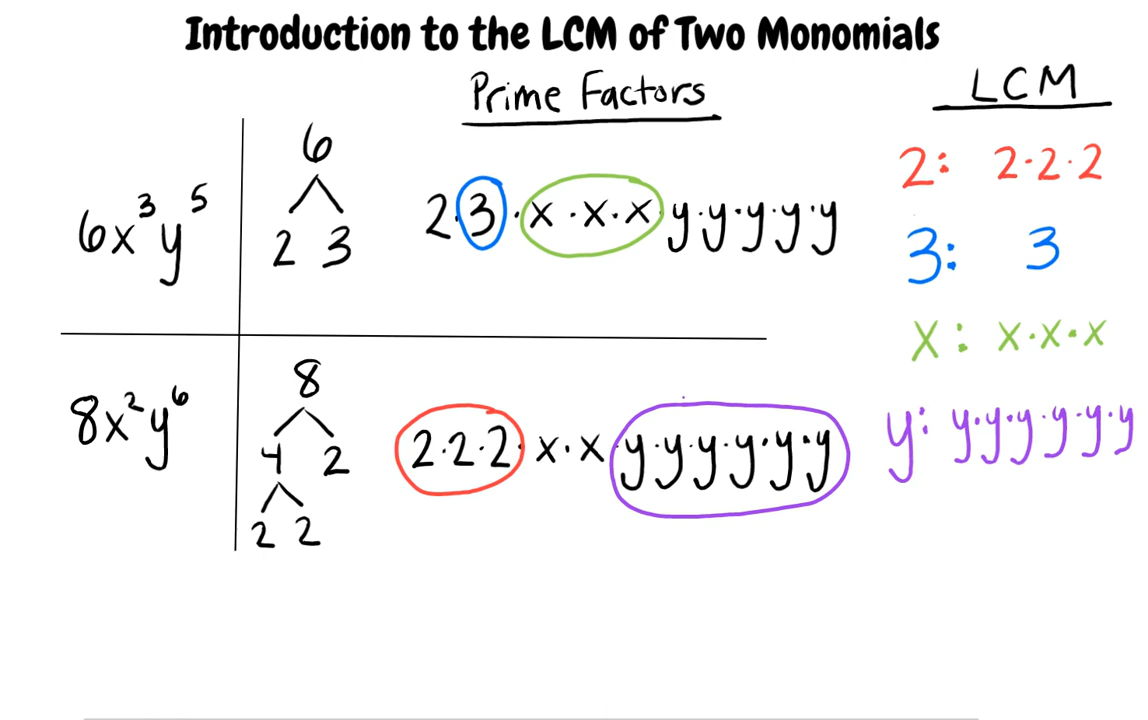 Introduction to the LCM of Two Monomials
Prime Factors
LCM
6x³y⁵
6
2 3
2·3·x·x·x·y·y·y·y·y
8x²y⁶
8
4 2
2 2
2·2·2·x·x y·y·y·y·y·y
2: 2·2·2
3: 3
x: x·x·x
y: y·y·y·y·y·y